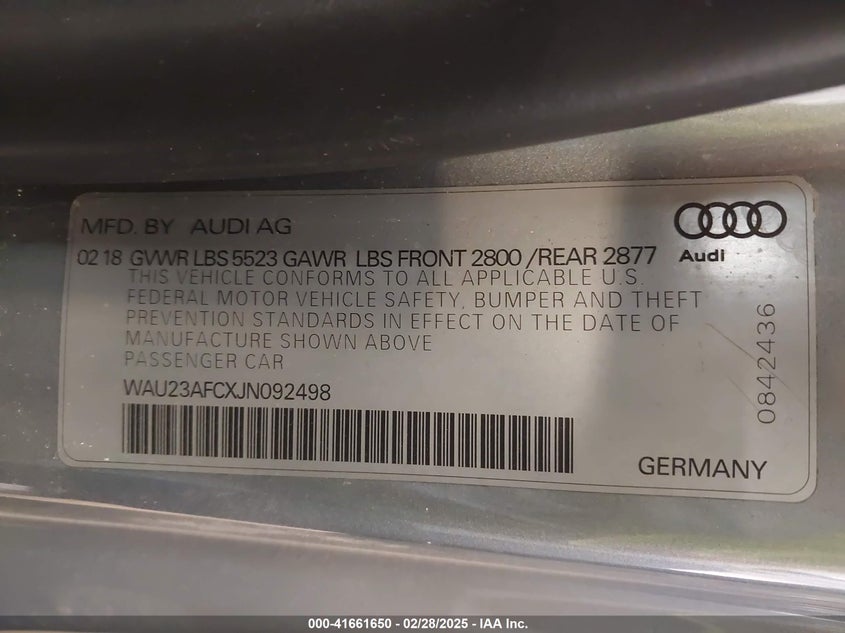 MFD. BY AUDI AG
02 18 GVWR LBS 5523 GAWR LBS FRONT 2800 /REAR 2877
Audi
THIS VEHICLE CONFORMS TO ALL APPLICABLE U.S.
FEDERAL MOTOR VEHICLE SAFETY, BUMPER AND THEFT
PREVENTION STANDARDS IN EFFECT ON THE DATE OF
MANUFACTURE SHOWN ABOVE
PASSENGER CAR
WAU23AFCXJN092498
0842436
GERMANY
000-41661650 - 02/28/2025 - IAA Inc.